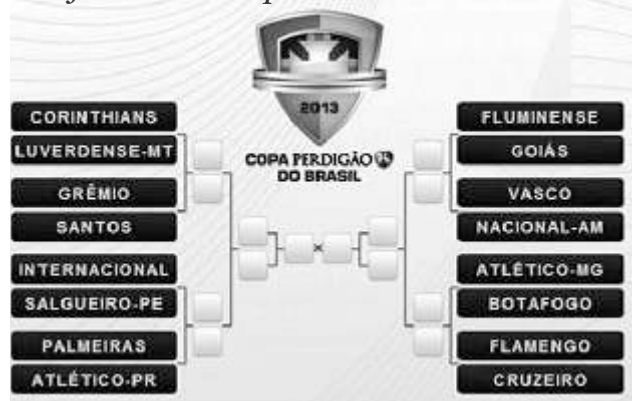 2013
COPA PERDIGÃO
DO BRASIL
CORINTHIANS
LUVERDENSE-MT
GRÊMIO
SANTOS
INTERNACIONAL
SALGUEIRO-PE
PALMEIRAS
ATLÉTICO-PR
×
FLUMINENSE
GOIÁS
VASCO
NACIONAL-AM
ATLÉTICO-MG
BOTAFOGO
FLAMENGO
CRUZEIRO